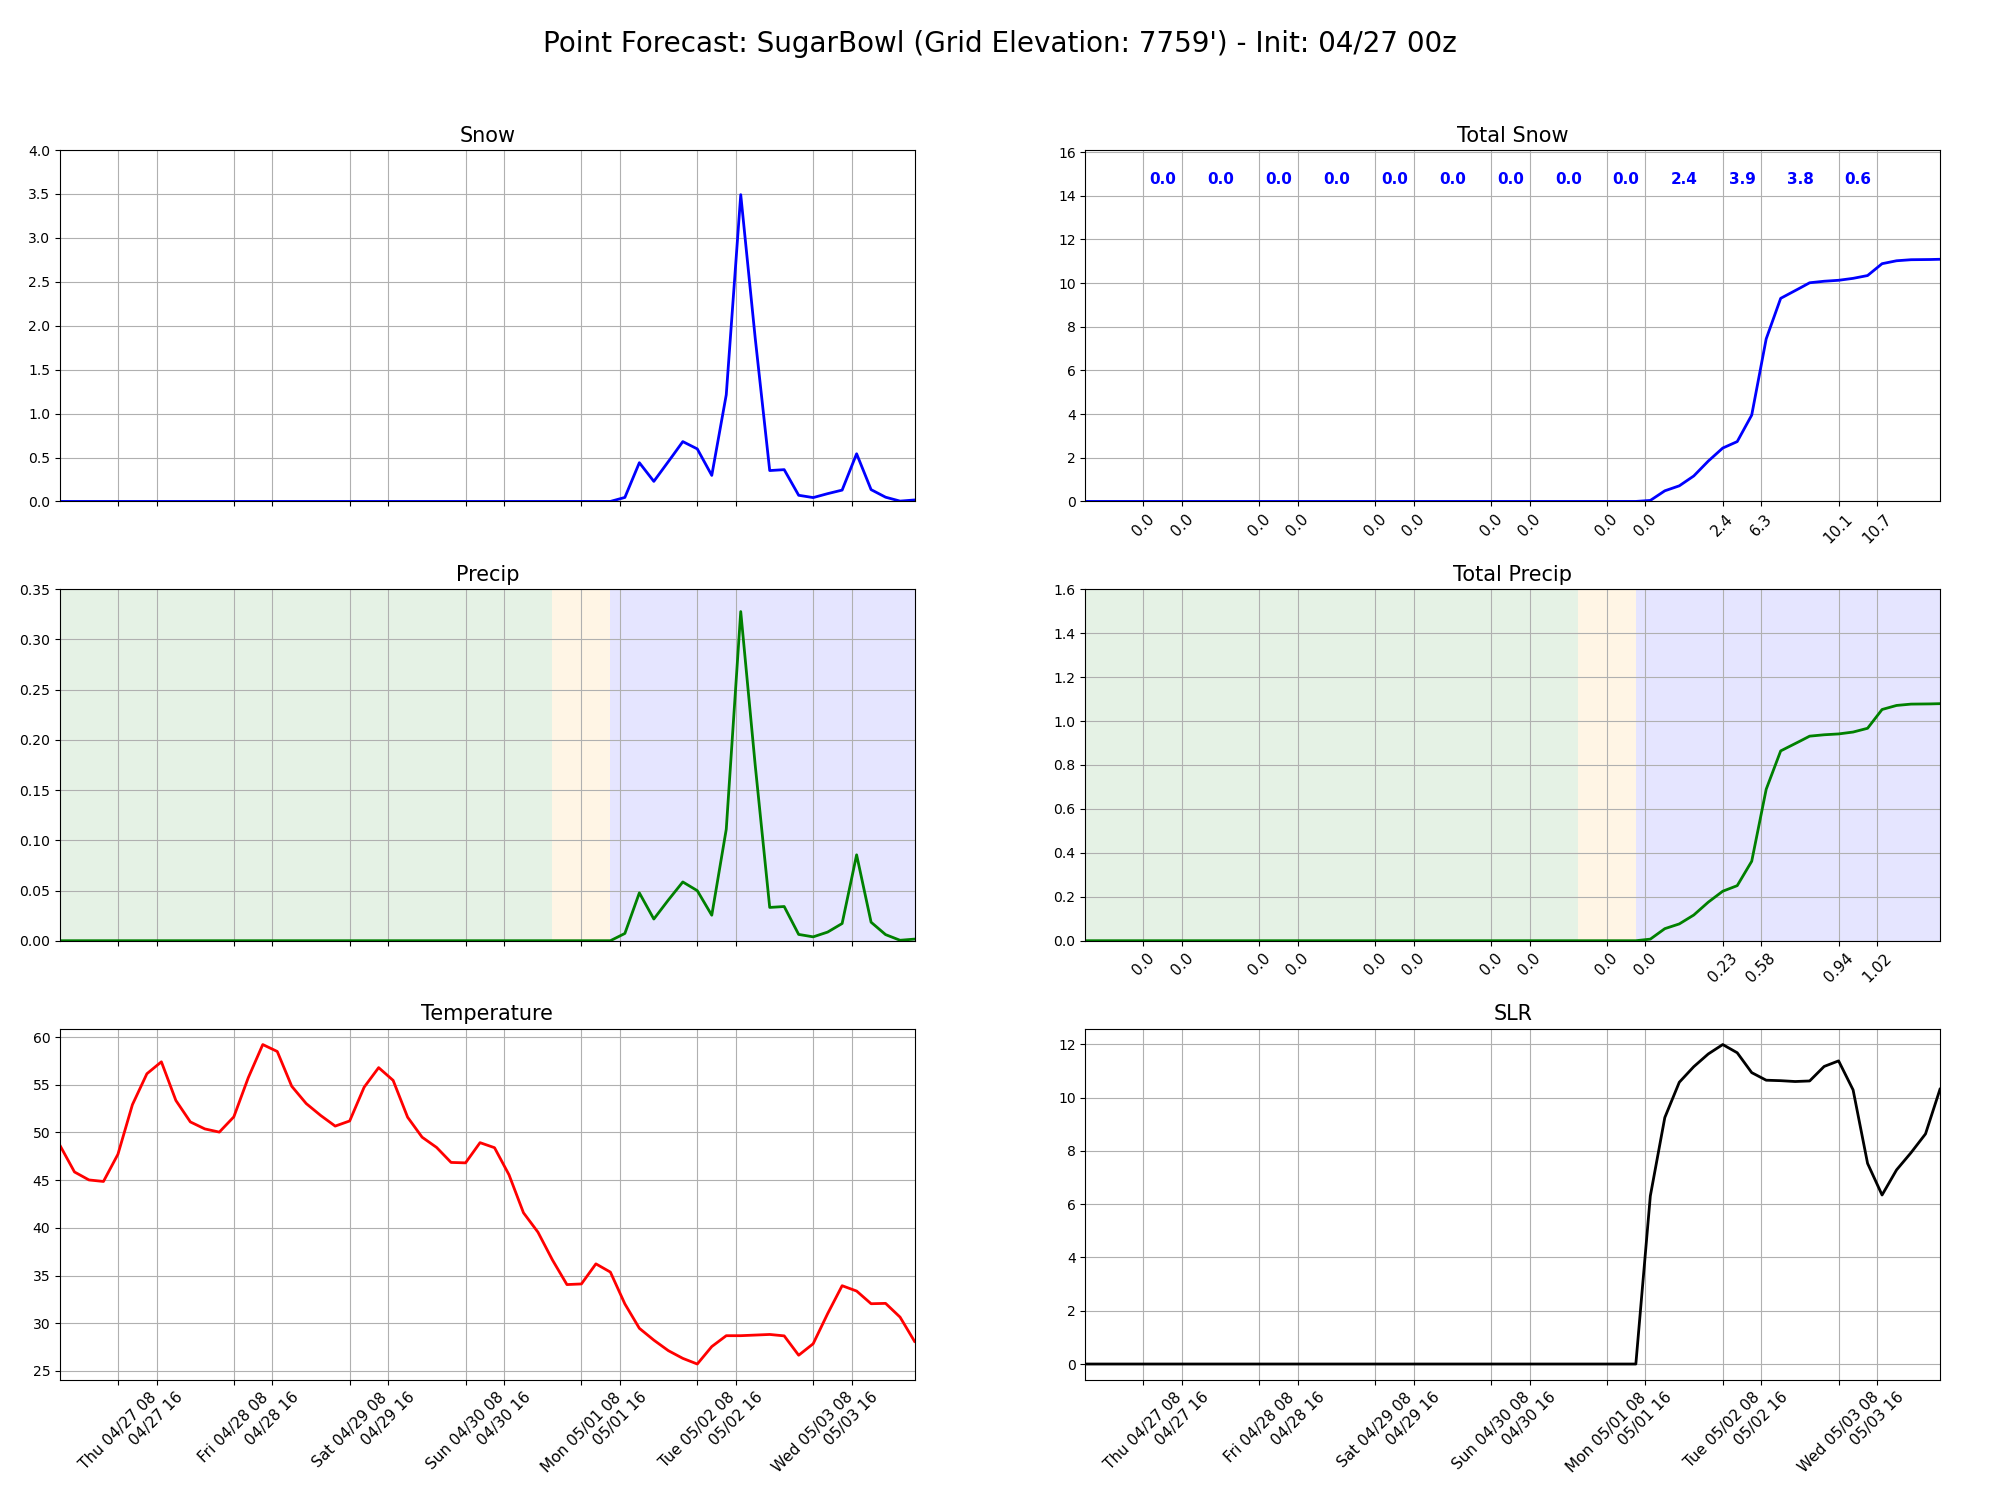 Point Forecast: SugarBowl (Grid Elevation: 7759') - Init: 04/27 00z
Snow
4.0
3.5
3.0
2.5
2.0
1.5
1.0
0.5
0.0
Total Snow
16
14
12
10
8
6
4
2
0
0.0 0.0 0.0 0.0 0.0 0.0 0.0 0.0 0.0 2.4 3.9 3.8 0.6
0.0 0.0 0.0 0.0 0.0 0.0 0.0 0.0 0.0 0.0 2.4 6.3 10.1 10.7
Precip
0.35
0.30
0.25
0.20
0.15
0.10
0.05
0.00
Total Precip
1.6
1.4
1.2
1.0
0.8
0.6
0.4
0.2
0.0
0.0 0.0 0.0 0.0 0.0 0.0 0.0 0.0 0.0 0.0 0.23 0.58 0.94 1.02
Temperature
60
55
50
45
40
35
30
25
Thu 04/27 08
04/27 16
Fri 04/28 08
04/28 16
Sat 04/29 08
04/29 16
Sun 04/30 08
04/30 16
Mon 05/01 08
05/01 16
Tue 05/02 08
05/02 16
Wed 05/03 08
05/03 16
SLR
12
10
8
6
4
2
0
Thu 04/27 08
04/27 16
Fri 04/28 08
04/28 16
Sat 04/29 08
04/29 16
Sun 04/30 08
04/30 16
Mon 05/01 08
05/01 16
Tue 05/02 08
05/02 16
Wed 05/03 08
05/03 16